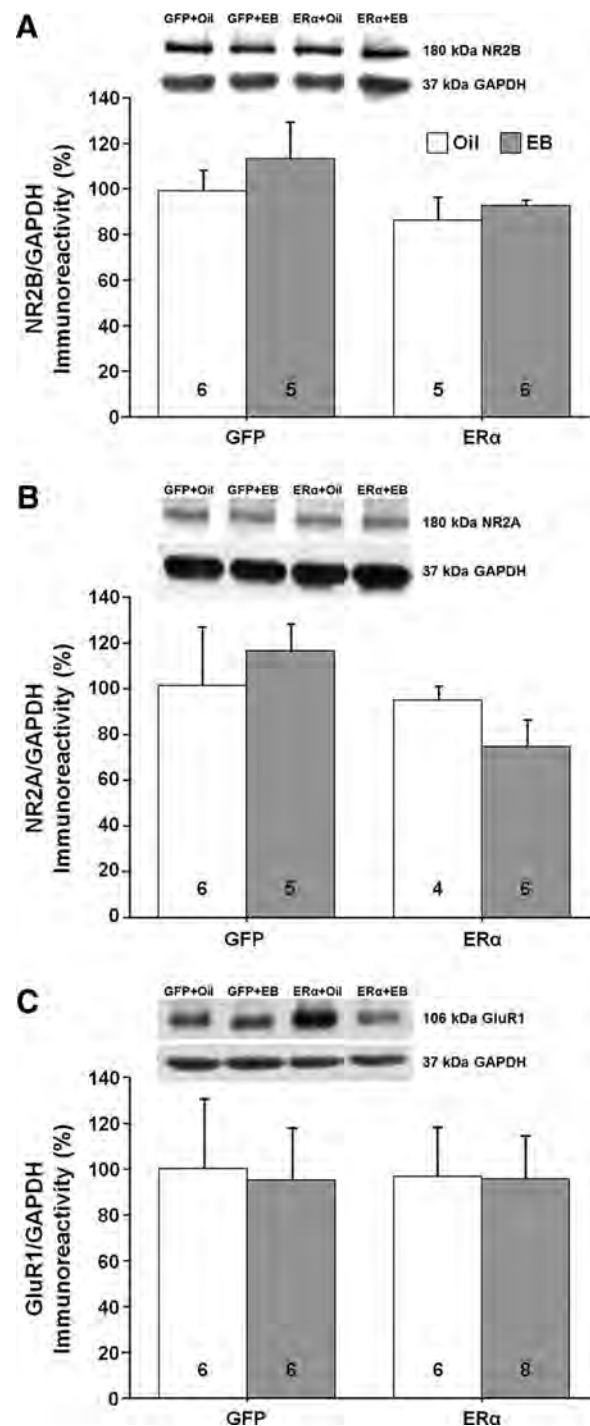 A
GFP+Oil GFP+EB ERα+Oil ERα+EB
180 kDa NR2B
37 kDa GAPDH
NR2B/GAPDH
Immunoreactivity (%)
140
120
100
80
60
40
20
0
Oil EB
6 5 5 6
GFP ERα
B
GFP+Oil GFP+EB ERα+Oil ERα+EB
180 kDa NR2A
37 kDa GAPDH
NR2A/GAPDH
Immunoreactivity (%)
140
120
100
80
60
40
20
0
6 5 4 6
GFP ERα
C
GFP+Oil GFP+EB ERα+Oil ERα+EB
106 kDa GluR1
37 kDa GAPDH
GluR1/GAPDH
Immunoreactivity (%)
140
120
100
80
60
40
20
0
6 6 6 8
GFP ERα